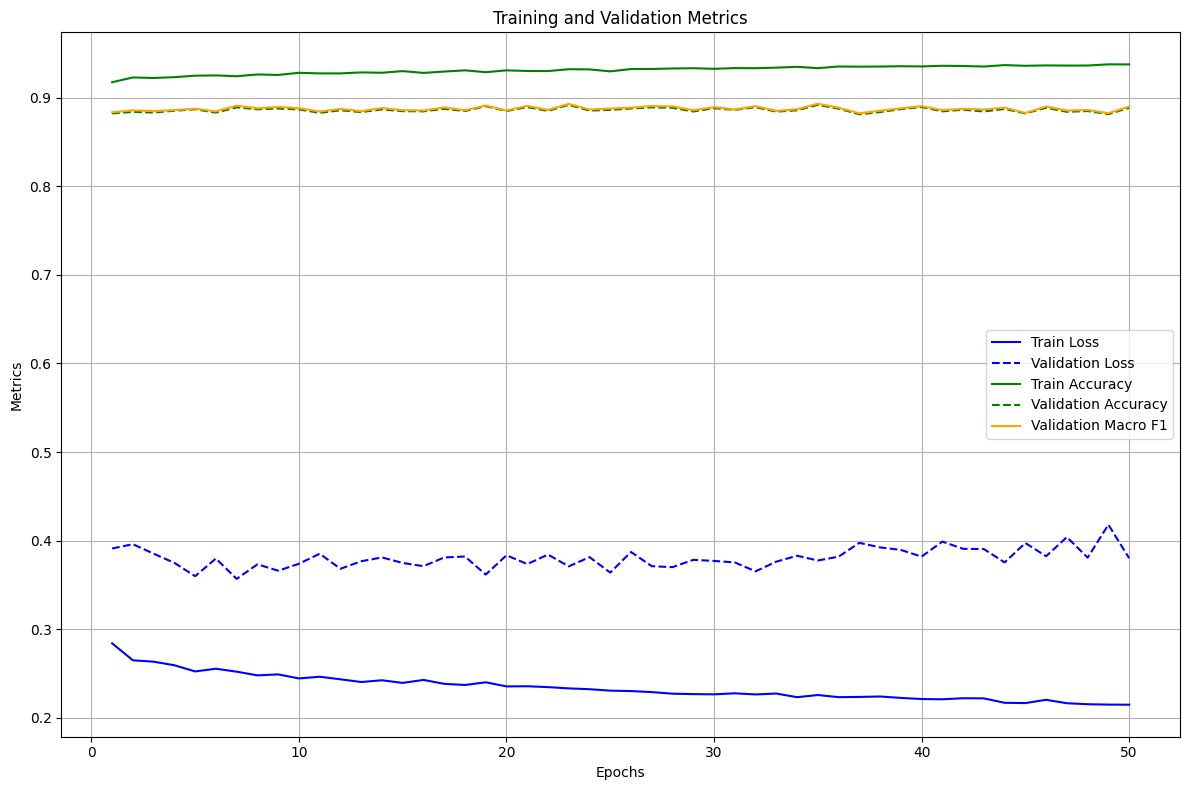 Training and Validation Metrics
Metrics
0.9
0.8
0.7
0.6
0.5
0.4
0.3
0.2
Train Loss
Validation Loss
Train Accuracy
Validation Accuracy
Validation Macro F1
0 10 20 30 40 50
Epochs